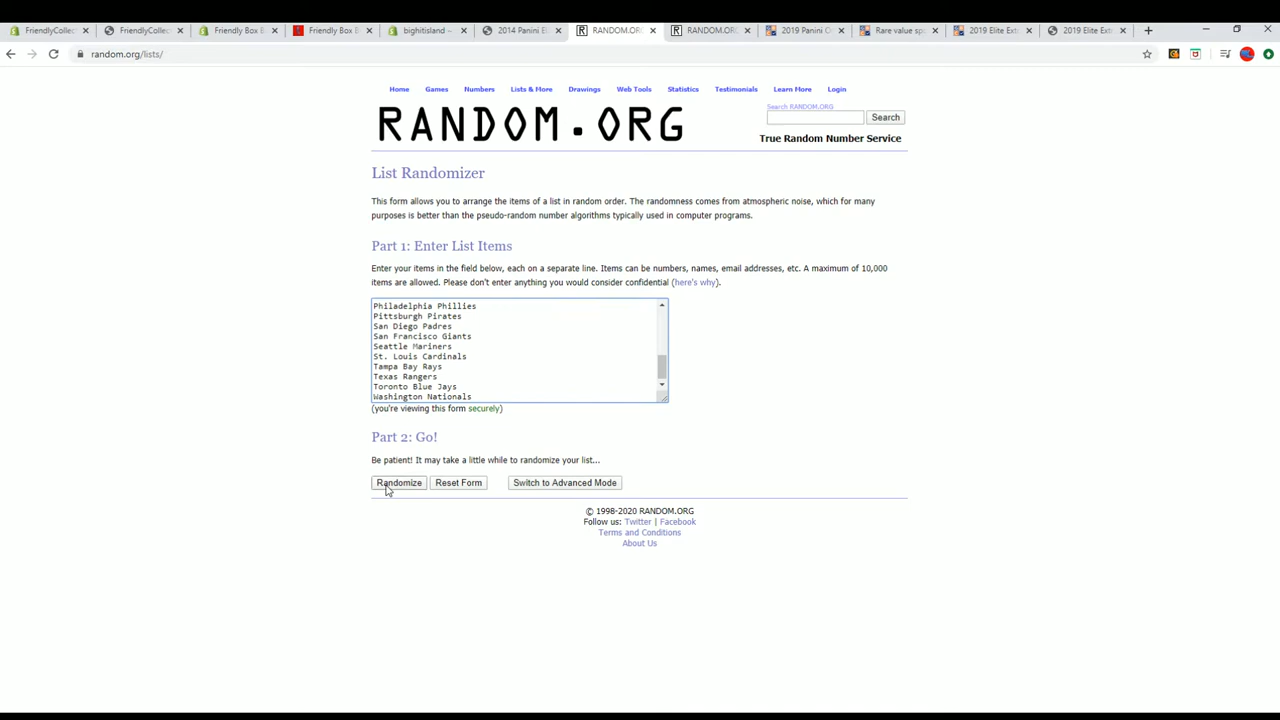 FriendlyCollec
FriendlyCollec
Friendly Box B
Friendly Box B
bighitisland –
2014 Panini El
RANDOM.ORG
RANDOM.ORG
2019 Panini O
Rare value sp
2019 Elite Ext
2019 Elite Ext
random.org/lists/
Home Games Numbers Lists & More Drawings Web Tools Statistics Testimonials Learn More Login
RANDOM.ORG
Search RANDOM.ORG
Search
True Random Number Service
List Randomizer
This form allows you to arrange the items of a list in random order. The randomness comes from atmospheric noise, which for many
purposes is better than the pseudo-random number algorithms typically used in computer programs.
Part 1: Enter List Items
Enter your items in the field below, each on a separate line. Items can be numbers, names, email addresses, etc. A maximum of 10,000
items are allowed. Please don't enter anything you would consider confidential (here's why).
Philadelphia Phillies
Pittsburgh Pirates
San Diego Padres
San Francisco Giants
Seattle Mariners
St. Louis Cardinals
Tampa Bay Rays
Texas Rangers
Toronto Blue Jays
Washington Nationals
(you're viewing this form securely)
Part 2: Go!
Be patient! It may take a little while to randomize your list...
Randomize Reset Form Switch to Advanced Mode
© 1998-2020 RANDOM.ORG
Follow us: Twitter | Facebook
Terms and Conditions
About Us